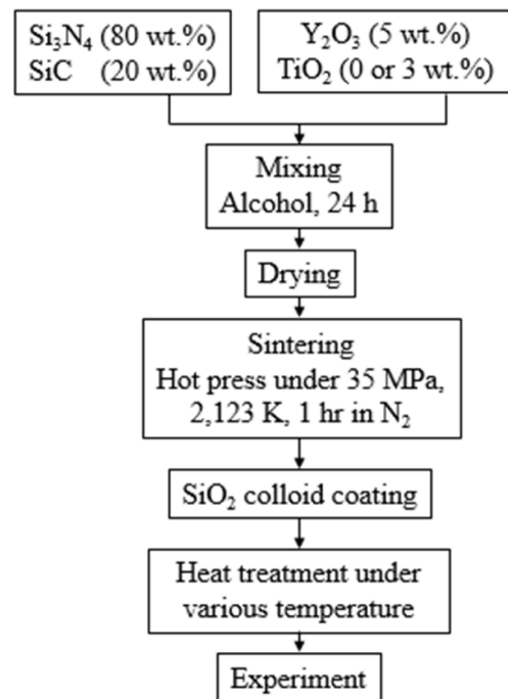 Si₃N₄ (80 wt.%)
SiC (20 wt.%)
Y₂O₃ (5 wt.%)
TiO₂ (0 or 3 wt.%)
Mixing
Alcohol, 24 h
Drying
Sintering
Hot press under 35 MPa,
2,123 K, 1 hr in N₂
SiO₂ colloid coating
Heat treatment under
various temperature
Experiment